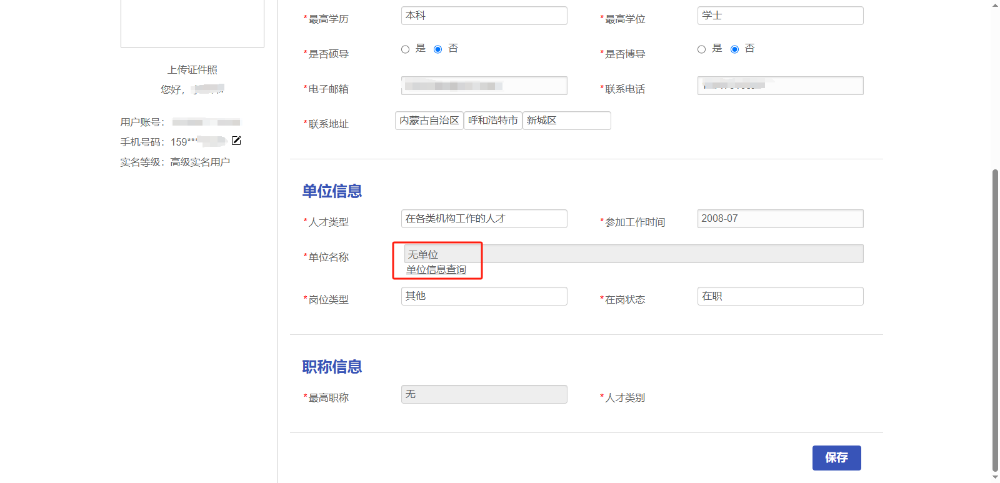 上传证件照
您好，
用户账号：
手机号码：159***
实名等级：高级实名用户
*最高学历 本科 *最高学位 学士
*是否硕导 是 否 *是否博导 是 否
*电子邮箱 *联系电话
*联系地址 内蒙古自治区 呼和浩特市 新城区
单位信息
*人才类型 在各类机构工作的人才 *参加工作时间 2008-07
*单位名称 无单位
单位信息查询
*岗位类型 其他 *在岗状态 在职
职称信息
*最高职称 无 *人才类别
保存